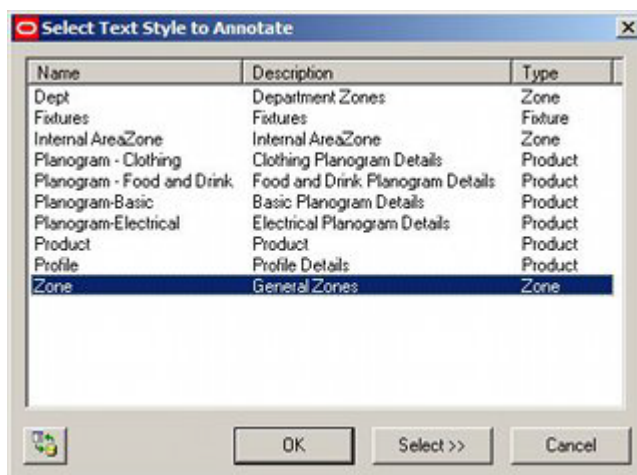 Select Text Style to Annotate
Name Description Type
Dept Department Zones Zone
Fixtures Fixtures Fixture
Internal AreaZone Internal AreaZone Zone
Planogram - Clothing Clothing Planogram Details Product
Planogram - Food and Drink Food and Drink Planogram Details Product
Planogram-Basic Basic Planogram Details Product
Planogram-Electrical Electrical Planogram Details Product
Product Product Product
Profile Profile Details Product
Zone General Zones Zone
OK Select >> Cancel